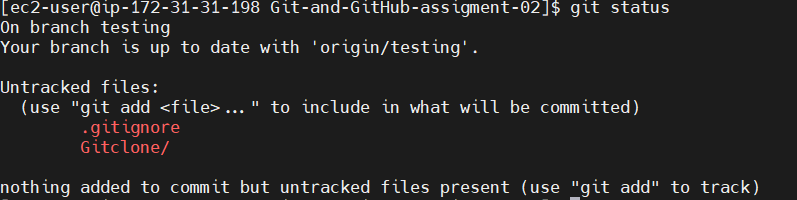 [ec2-user@ip-172-31-31-198 Git-and-GitHub-assigment-02]$ git status
On branch testing
Your branch is up to date with 'origin/testing'.
Untracked files:
(use "git add <file>..." to include in what will be committed)
.gitignore
Gitclone/
nothing added to commit but untracked files present (use "git add" to track)